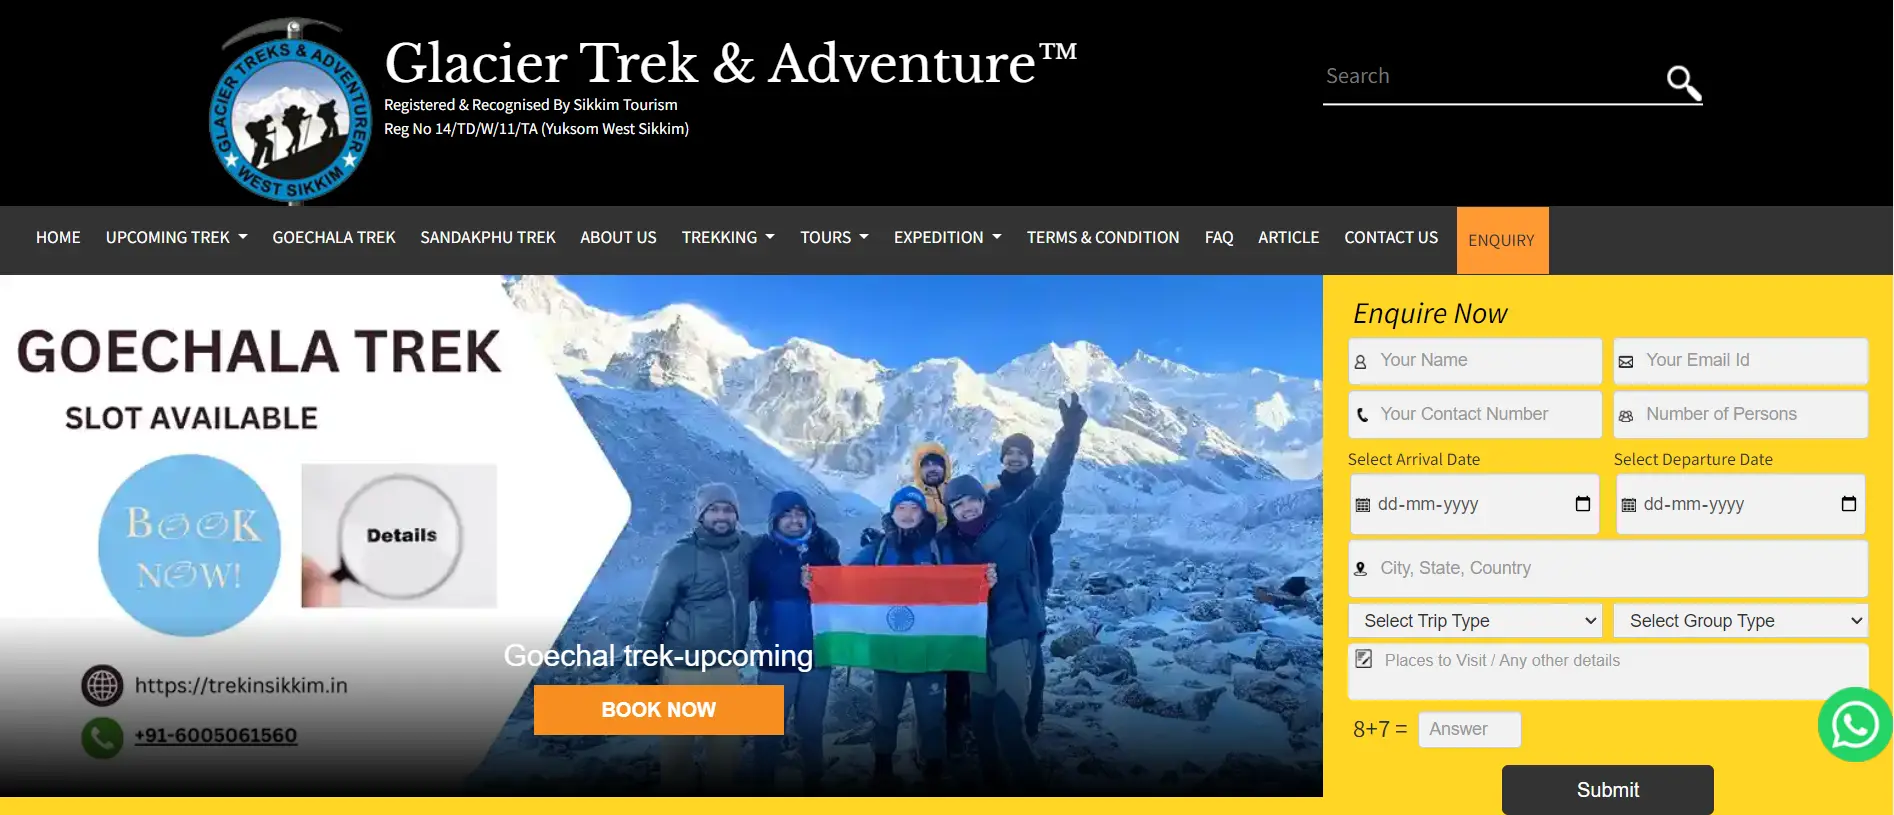 GLACIER TREKS & ADVENTURER
WEST SIKKIM
Glacier Trek & Adventure™
Registered & Recognised By Sikkim Tourism
Reg No 14/TD/W/11/TA (Yuksom West Sikkim)
Search
HOME UPCOMING TREK GOECHALA TREK SANDAKPHU TREK ABOUT US TREKKING TOURS EXPEDITION TERMS & CONDITION FAQ ARTICLE CONTACT US ENQUIRY
GOECHALA TREK
SLOT AVAILABLE
BOOK
NOW!
Details
https://trekinsikkim.in
+91-6005061560
Goechal trek-upcoming
BOOK NOW
Enquire Now
Your Name
Your Email Id
Your Contact Number
Number of Persons
Select Arrival Date
Select Departure Date
dd-mm-yyyy
dd-mm-yyyy
City, State, Country
Select Trip Type
Select Group Type
Places to Visit / Any other details
8+7 = Answer
Submit